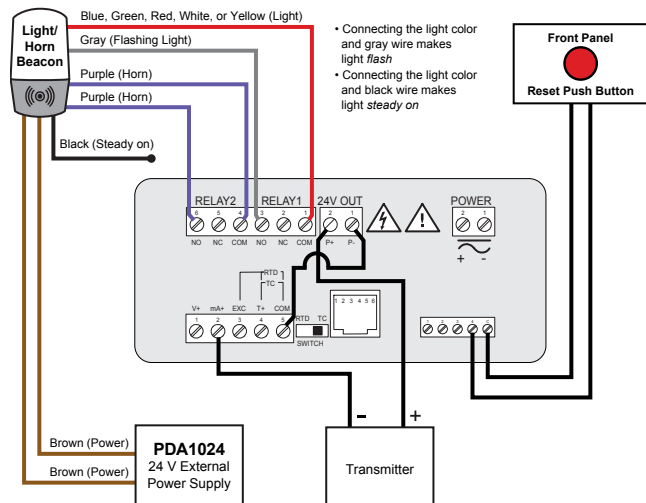 Light/
Horn
Beacon
Blue, Green, Red, White, or Yellow (Light)
Gray (Flashing Light)
Purple (Horn)
Purple (Horn)
Black (Steady on)
• Connecting the light color
and gray wire makes
light flash
• Connecting the light color
and black wire makes
light steady on
Front Panel
Reset Push Button
RELAY2 RELAY1 24V OUT POWER
6 5 4 3 2 1 2 1 2 1
NO NC COM NO NC COM P+ P- + -
RTD
TC
V+ mA+ EXC T+ COM
1 2 3 4 5
RTD TC
SWITCH
1 2 3 4 5 6
1 2 3 4 C
- +
Brown (Power)
Brown (Power)
PDA1024
24 V External
Power Supply
Transmitter